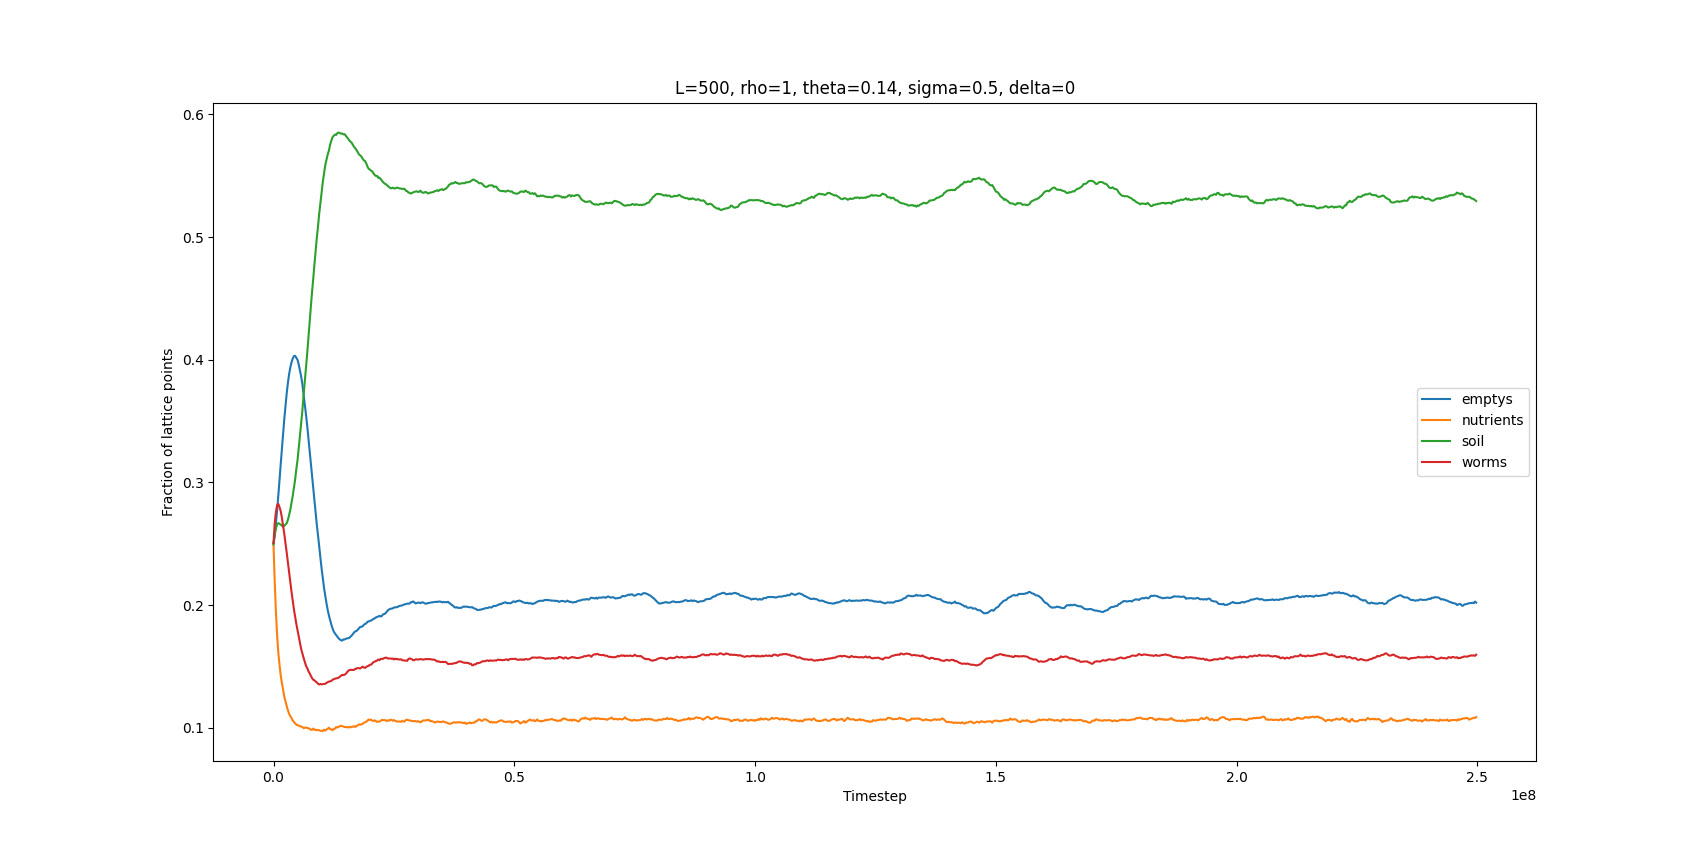 L=500, rho=1, theta=0.14, sigma=0.5, delta=0
0.6
0.5
0.4
0.3
0.2
0.1
Fraction of lattice points
emptys
nutrients
soil
worms
0.0 0.5 1.0 1.5 2.0 2.5
Timestep
1e8